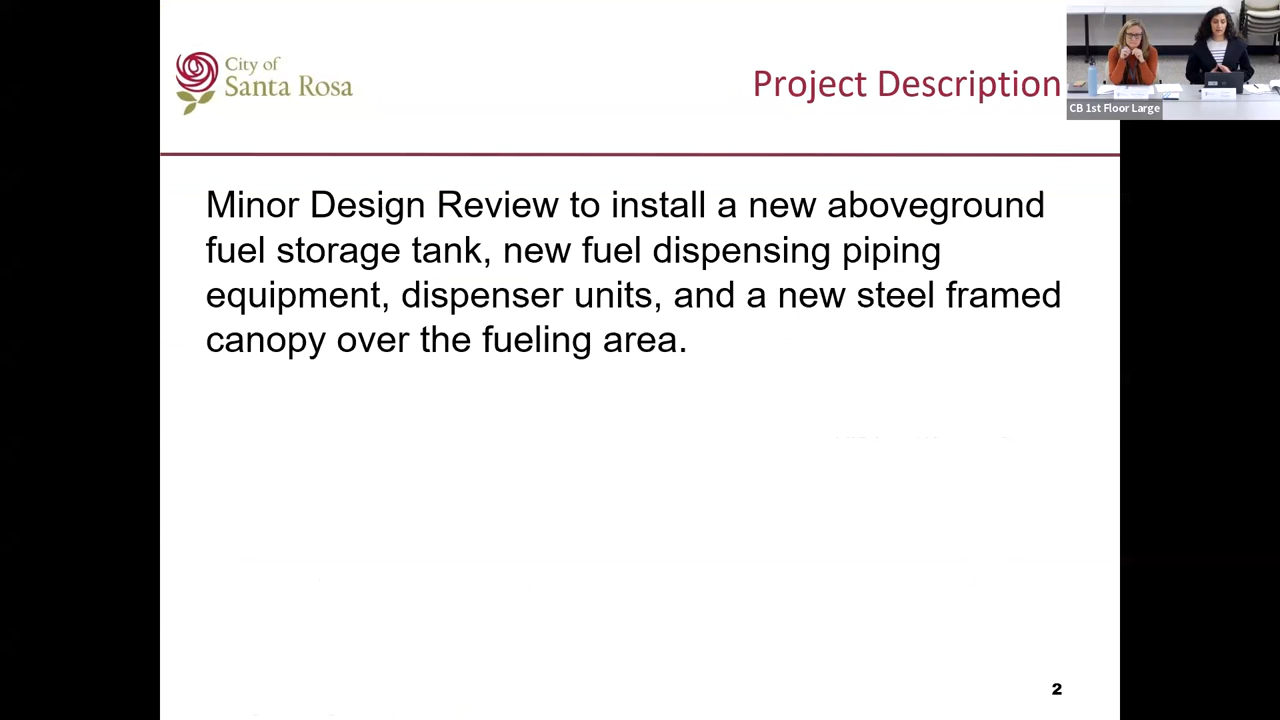 City of
Santa Rosa
Project Description
CB 1st Floor Large
Minor Design Review to install a new aboveground
fuel storage tank, new fuel dispensing piping
equipment, dispenser units, and a new steel framed
canopy over the fueling area.
2